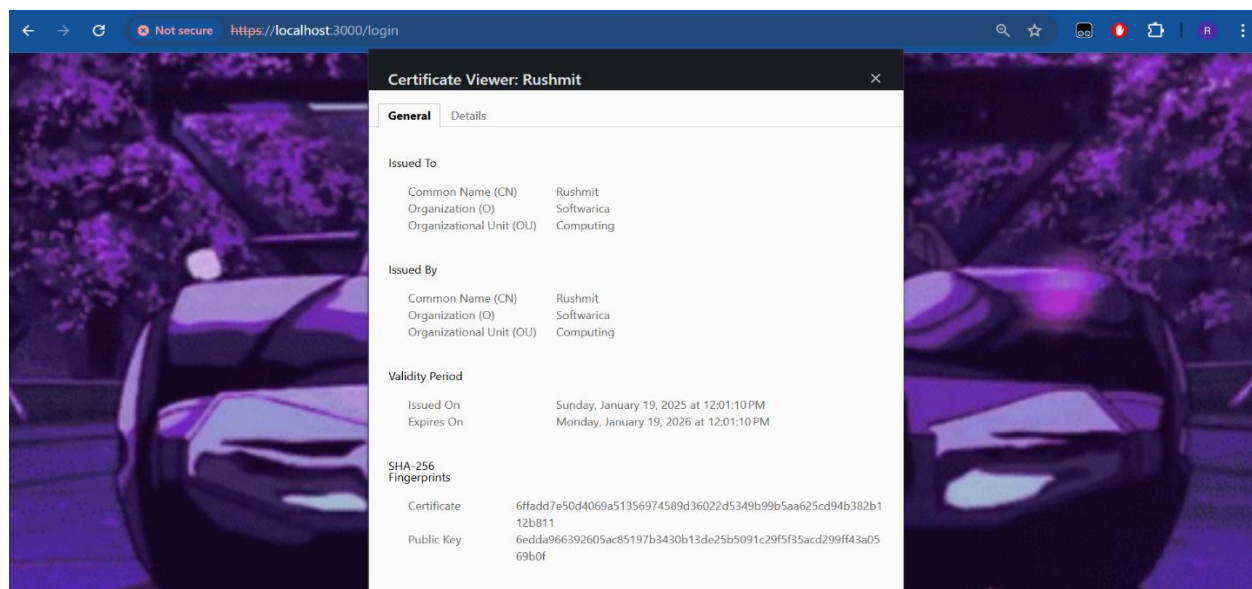 Not secure https://localhost:3000/login R
Certificate Viewer: Rushmit
General Details
Issued To
Common Name (CN) Rushmit
Organization (O) Softwarica
Organizational Unit (OU) Computing
Issued By
Common Name (CN) Rushmit
Organization (O) Softwarica
Organizational Unit (OU) Computing
Validity Period
Issued On Sunday, January 19, 2025 at 12:01:10 PM
Expires On Monday, January 19, 2026 at 12:01:10 PM
SHA-256
Fingerprints
Certificate 6ffadd7e50d4069a51356974589d36022d5349b99b5aa625cd94b382b1
12b811
Public Key 6edda966392605ac85197b3430b13de25b5091c29f5f35acd299ff43a05
69b0f